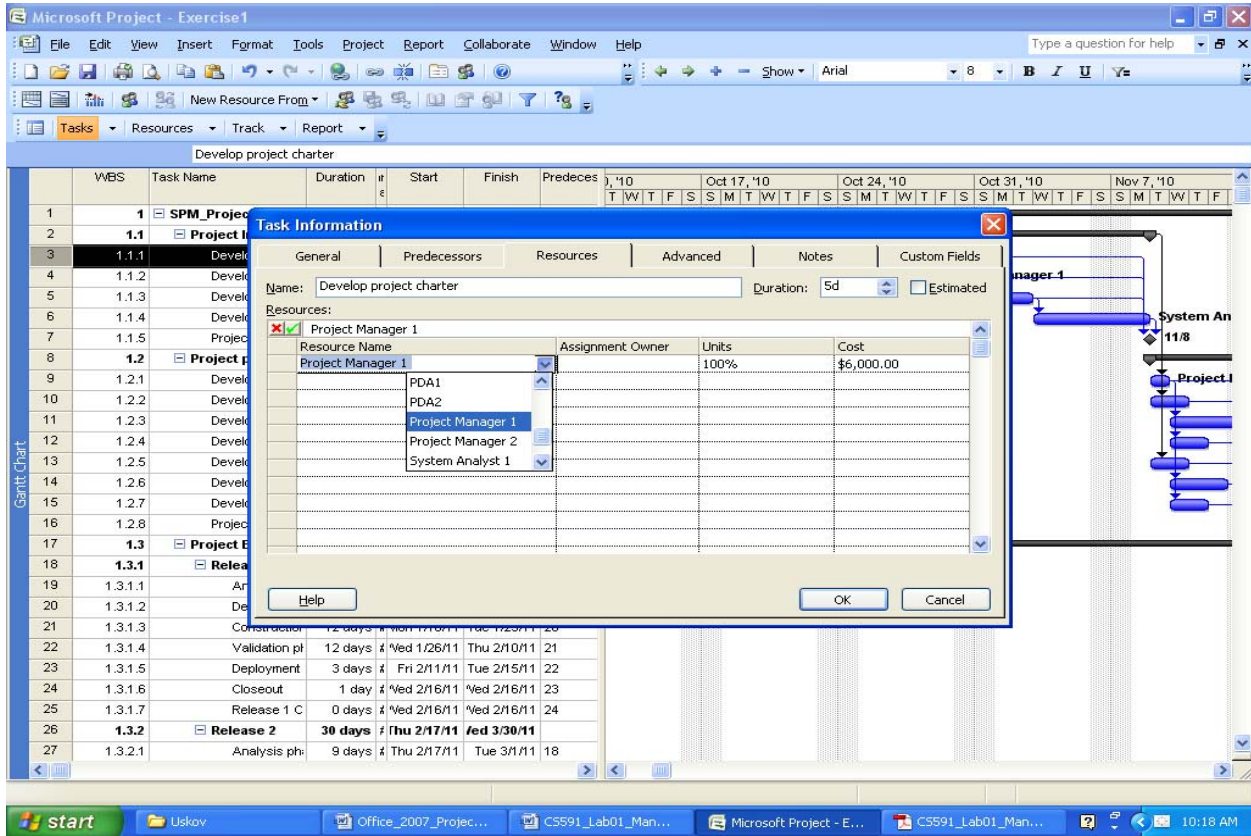 Microsoft Project - Exercise1
File Edit View Insert Format Tools Project Report Collaborate Window Help Type a question for help
Show Arial 8 B I U
New Resource From
Tasks Resources Track Report
Develop project charter
WBS Task Name Duration Start Finish Predeces , '10 Oct 17, '10 Oct 24, '10 Oct 31, '10 Nov 7, '10
T W T F S S M T W T F S S M T W T F S S M T W T F S S M T W T F
Gantt Chart
1 1 SPM_Projec
2 1.1 Project I
3 1.1.1 Develo
4 1.1.2 Develo
5 1.1.3 Develo
6 1.1.4 Develo
7 1.1.5 Projec
8 1.2 Project p
9 1.2.1 Develo
10 1.2.2 Develo
11 1.2.3 Develo
12 1.2.4 Develo
13 1.2.5 Develo
14 1.2.6 Develo
15 1.2.7 Develo
16 1.2.8 Projec
17 1.3 Project E
18 1.3.1 Relea
19 1.3.1.1 An
20 1.3.1.2 De
21 1.3.1.3 Construction 12 days Mon 1/10/11 Tue 1/25/11 20
22 1.3.1.4 Validation ph 12 days Wed 1/26/11 Thu 2/10/11 21
23 1.3.1.5 Deployment 3 days Fri 2/11/11 Tue 2/15/11 22
24 1.3.1.6 Closeout 1 day Wed 2/16/11 Wed 2/16/11 23
25 1.3.1.7 Release 1 C 0 days Wed 2/16/11 Wed 2/16/11 24
26 1.3.2 Release 2 30 days Thu 2/17/11 Wed 3/30/11
27 1.3.2.1 Analysis pha 9 days Thu 2/17/11 Tue 3/1/11 18
nager 1
System An
11/8
Project
Task Information
General Predecessors Resources Advanced Notes Custom Fields
Name: Develop project charter Duration: 5d Estimated
Resources:
Project Manager 1
Resource Name Assignment Owner Units Cost
Project Manager 1 100% $6,000.00
PDA1
PDA2
Project Manager 1
Project Manager 2
System Analyst 1
Help OK Cancel
start Uskov Office_2007_Projec... CS591_Lab01_Man... Microsoft Project - E... CS591_Lab01_Man... 10:18 AM